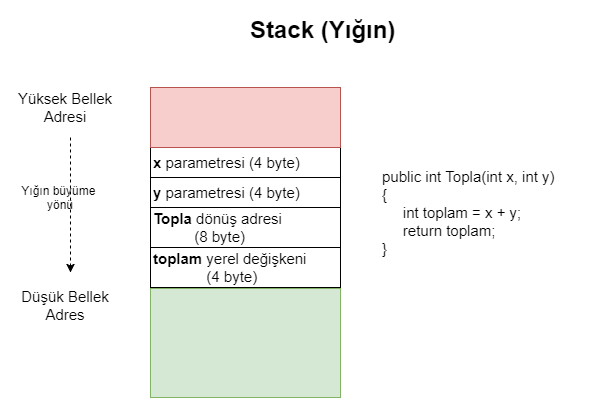 Stack (Yığın)
Yüksek Bellek
Adresi
Yığın büyüme
yönü
Düşük Bellek
Adres
x parametresi (4 byte)
y parametresi (4 byte)
Topla dönüş adresi
(8 byte)
toplam yerel değişkeni
(4 byte)
public int Topla(int x, int y)
{
int toplam = x + y;
return toplam;
}